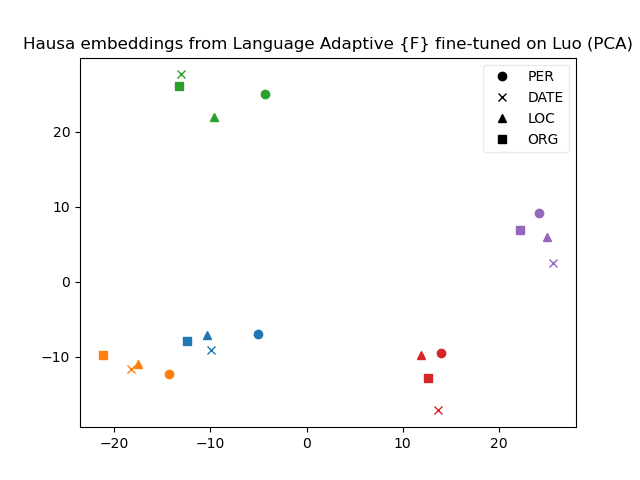 Hausa embeddings from Language Adaptive {F} fine-tuned on Luo (PCA)
PER
DATE
LOC
ORG
20
10
0
−10
−20
−10
0
10
20